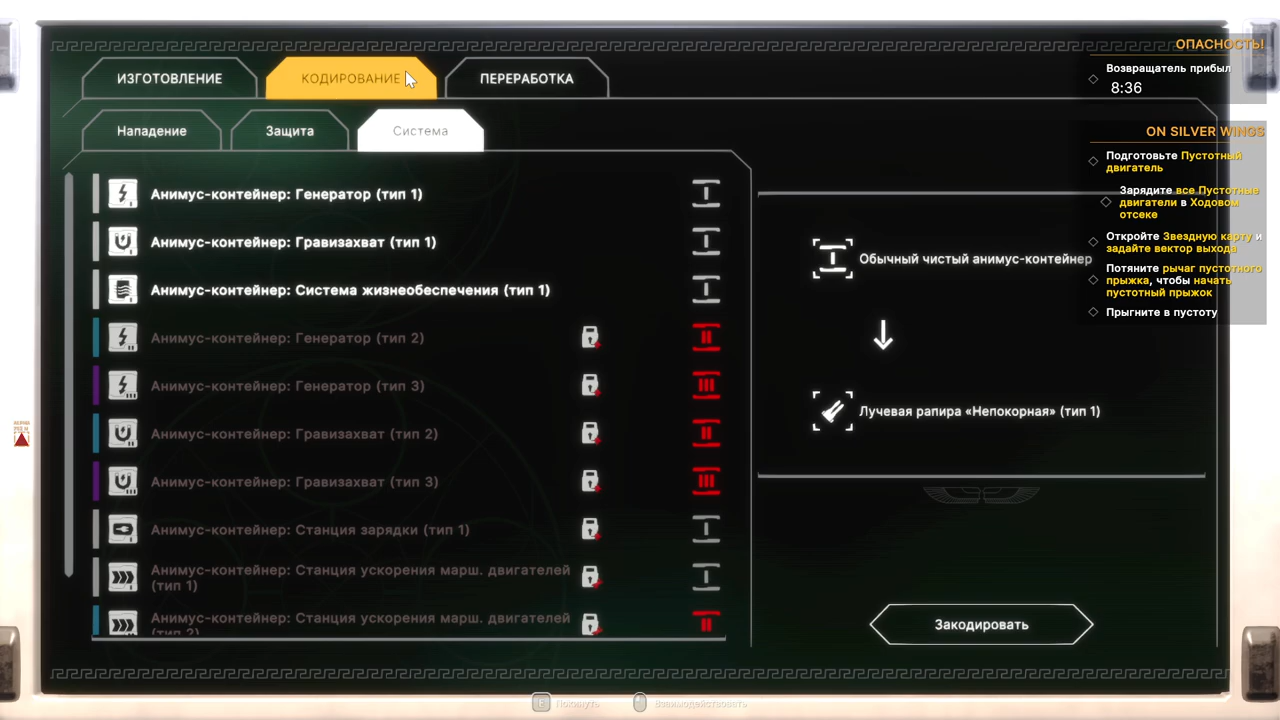 ИЗГОТОВЛЕНИЕ
КОДИРОВАНИЕ
ПЕРЕРАБОТКА
Нападение
Защита
Система
Анимус-контейнер: Генератор (тип 1)
Анимус-контейнер: Гравизахват (тип 1)
Анимус-контейнер: Система жизнеобеспечения (тип 1)
Анимус-контейнер: Генератор (тип 2)
Анимус-контейнер: Генератор (тип 3)
Анимус-контейнер: Гравизахват (тип 2)
Анимус-контейнер: Гравизахват (тип 3)
Анимус-контейнер: Станция зарядки (тип 1)
Анимус-контейнер: Станция ускорения марш. двигателей
(тип 1)
Анимус-контейнер: Станция ускорения марш. двигателей
(тип 2)
Обычный чистый анимус-контейнер
Лучевая рапира «Непокорная» (тип 1)
Закодировать
ОПАСНОСТЬ!
Возвращатель прибыл
8:36
ON SILVER WINGS
Подготовьте Пустотный
двигатель
Зарядите все Пустотные
двигатели в Ходовом
отсеке
Откройте Звездную карту и
задайте вектор выхода
Потяните рычаг пустотного
прыжка, чтобы начать
пустотный прыжок
Прыгните в пустоту
Покинуть
Взаимодействовать